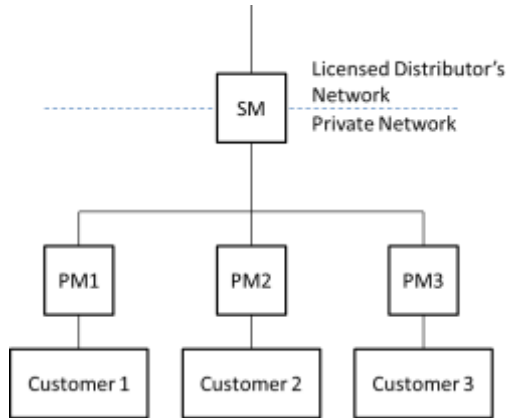 Licensed Distributor's
Network
SM
Private Network
PM1
PM2
PM3
Customer 1
Customer 2
Customer 3